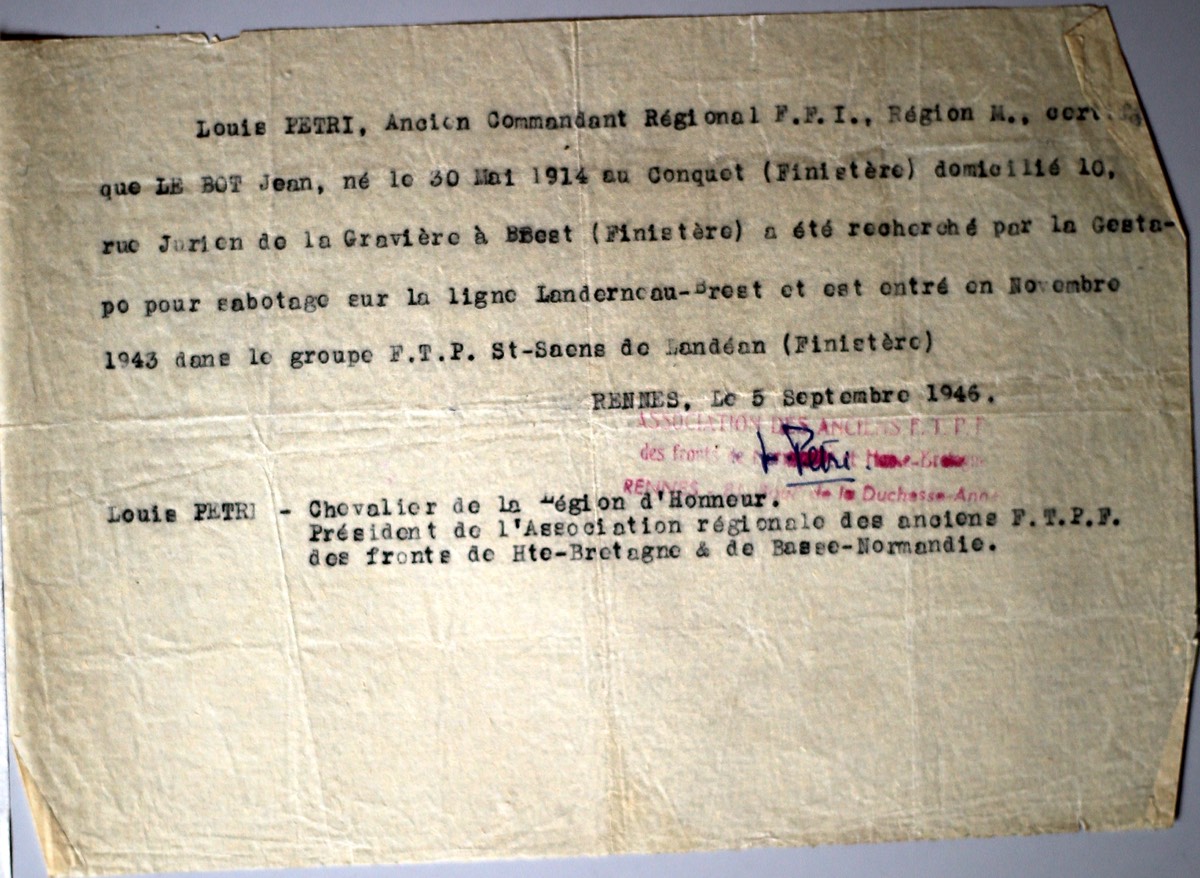 Louis PETRI, Ancien Commandant Régional F.F.I., Région M.,
que LE BOT Jean, né le 30 Mai 1914 au Conquet (Finistère) domicilié 10,
rue Jurien de la Gravière à BBest (Finistère) a été recherché par la Gesta-
po pour sabotage sur la ligne Landerneau-Brest et est entré en Novembre
1943 dans le groupe F.T.P. St-Saens de Landéan (Finistère)
RENNES, Le 5 Septembre 1946.
ASSOCIATION DES ANCIENS F.T.P.F
des fronts de et Haute-Bretagne
L Petri.
RENNES de la Duchesse-Anne
Louis PETRI - Chevalier de la Légion d'Honneur.
Président de l'Association régionale des anciens F.T.P.F.
des fronts de Hte-Bretagne & de Basse-Normandie.